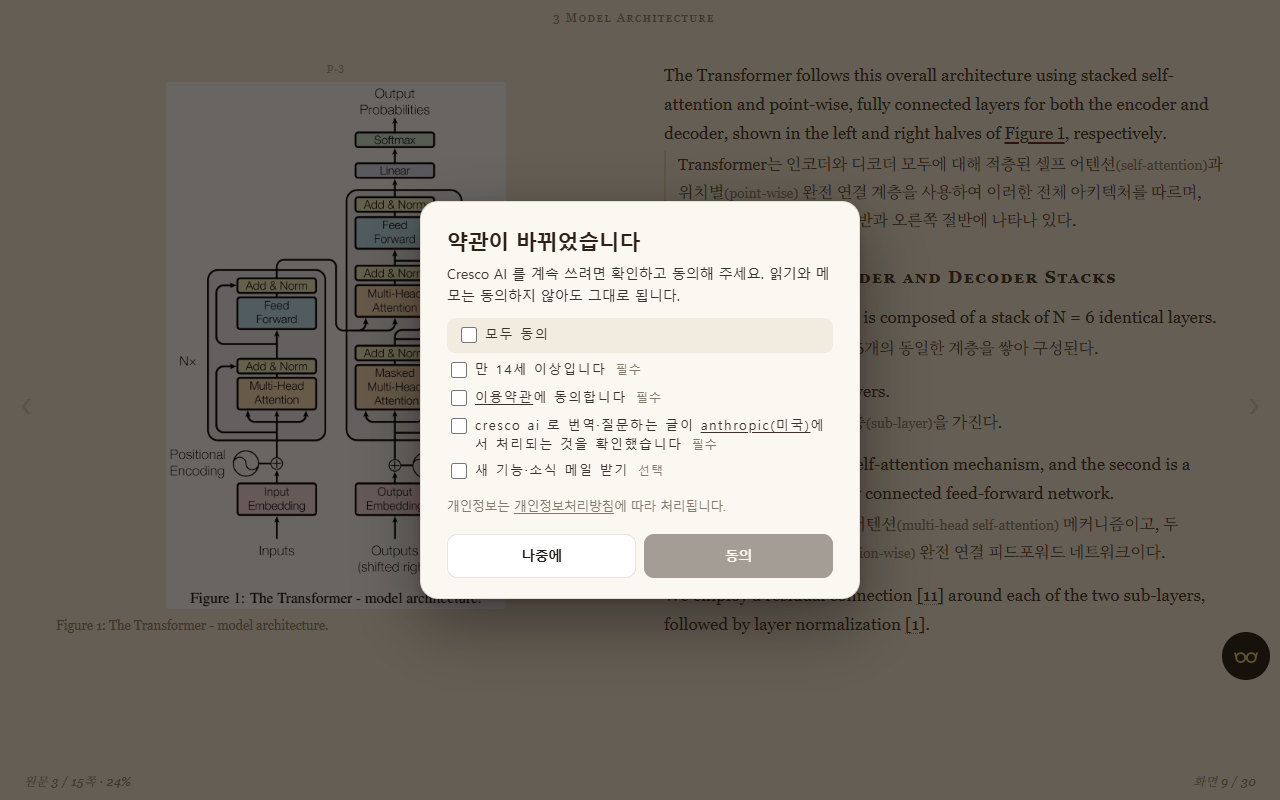 3 Model Architecture
P-3
Output
Probabilities
Softmax
Linear
Add & Norm
Feed
Forward
Add & Norm
Add & Norm
Multi-Head
Attention
Feed
Forward
Nx
Add & Norm
Add & Norm
Masked
Multi-Head
Attention
Multi-Head
Attention
Positional
Encoding
Input
Embedding
Output
Embedding
Inputs
Outputs
(shifted right
Figure 1: The Transformer - model architecture.
Figure 1: The Transformer - model architecture.
The Transformer follows this overall architecture using stacked self-
attention and point-wise, fully connected layers for both the encoder and
decoder, shown in the left and right halves of Figure 1, respectively.
Transformer는 인코더와 디코더 모두에 대해 적층된 셀프 어텐션(self-attention)과
위치별(point-wise) 완전 연결 계층을 사용하여 이러한 전체 아키텍처를 따르며,
반과 오른쪽 절반에 나타나 있다.
der and Decoder Stacks
is composed of a stack of N = 6 identical layers.
6개의 동일한 계층을 쌓아 구성된다.
ers.
(sub-layer)을 가진다.
elf-attention mechanism, and the second is a
connected feed-forward network.
텐션(multi-head self-attention) 메커니즘이고, 두
ion-wise) 완전 연결 피드포워드 네트워크이다.
We employ a residual connection [11] around each of the two sub-layers,
followed by layer normalization [1].
약관이 바뀌었습니다
Cresco AI 를 계속 쓰려면 확인하고 동의해 주세요. 읽기와 메
모는 동의하지 않아도 그대로 됩니다.
모두 동의
만 14세 이상입니다 필수
이용약관에 동의합니다 필수
cresco ai 로 번역·질문하는 글이 anthropic(미국)에
서 처리되는 것을 확인했습니다 필수
새 기능·소식 메일 받기 선택
개인정보는 개인정보처리방침에 따라 처리됩니다.
나중에
동의
원문 3 / 15쪽 · 24%
화면 9 / 30